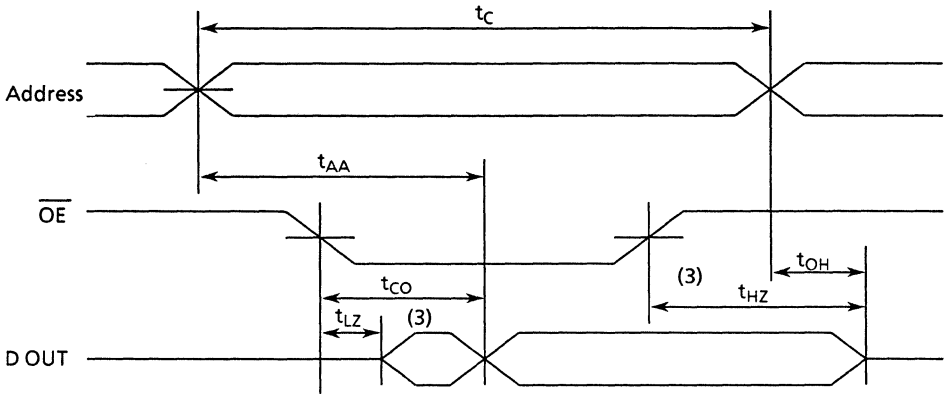 tC
Address
tAA
OE
(3)
tOH
tCO
tHZ
tLZ
(3)
D OUT